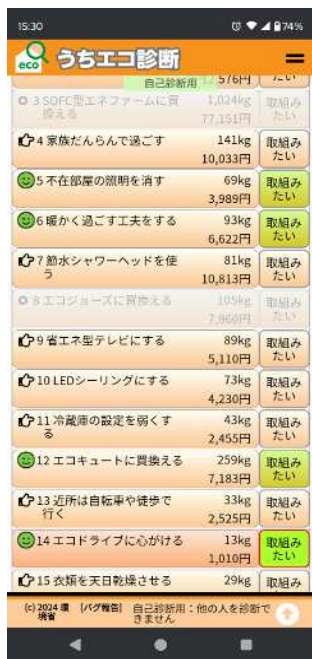 15:30
74%
eco うちエコ診断
自己診断用 12,576円 たい
3 SOFC型エネファームに買 1,024kg 取組み
換える 77,151円 たい
4 家族だんらんで過ごす 141kg 取組み
10,033円 たい
5 不在部屋の照明を消す 69kg 取組み
3,989円 たい
6 暖かく過ごす工夫をする 93kg 取組み
6,622円 たい
7 節水シャワーヘッドを使 81kg 取組み
う 10,813円 たい
8 エコジョーズに買換える 105kg 取組み
7,960円 たい
9 省エネ型テレビにする 89kg 取組み
5,110円 たい
10 LEDシーリングにする 73kg 取組み
4,230円 たい
11 冷蔵庫の設定を弱くす 43kg 取組み
る 2,455円 たい
12 エコキュートに買換える 259kg 取組み
7,183円 たい
13 近所は自転車や徒歩で 33kg 取組み
行く 2,525円 たい
14 エコドライブに心がける 13kg 取組み
1,010円 たい
15 衣類を天日乾燥させる 29kg 取組み
(c) 2024 環境省 [バグ報告] 自己診断用：他の人を診断で
きません